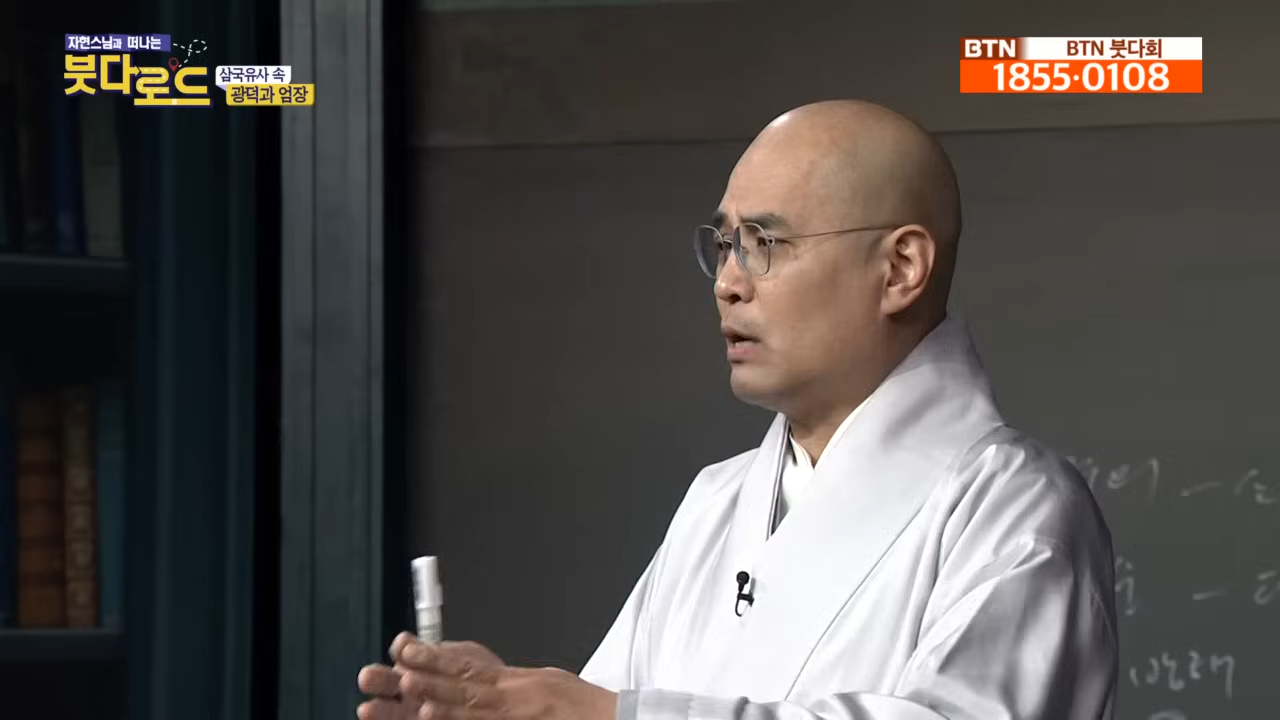 자현스님과 떠나는
붓다로드
삼국유사 속
광덕과 엄장
BTN BTN 붓다회
1855·0108